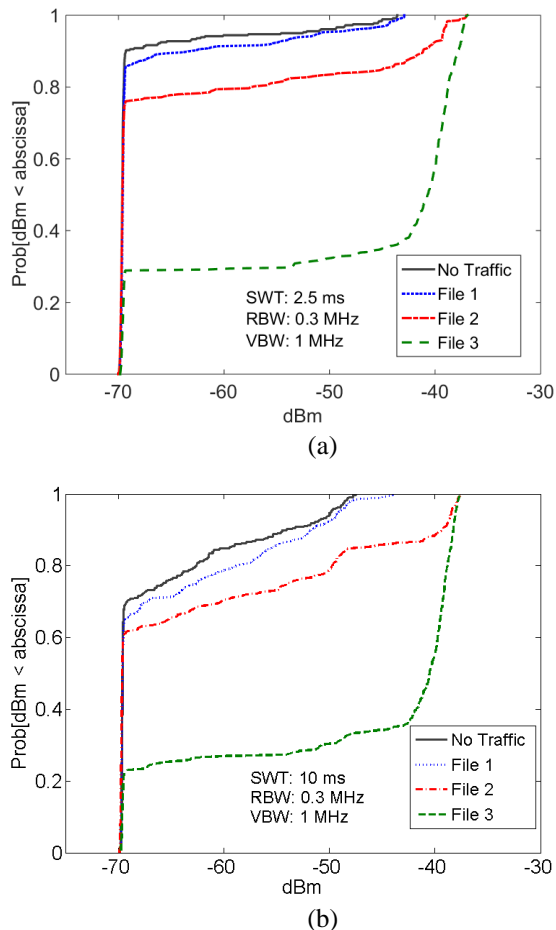 1
0.8
0.6
0.4
0.2
0
Prob[dBm < abscissa]
SWT: 2.5 ms
RBW: 0.3 MHz
VBW: 1 MHz
No Traffic
File 1
File 2
File 3
-70 -60 -50 -40 -30
dBm
(a)
1
0.8
0.6
0.4
0.2
0
Prob[dBm < abscissa]
SWT: 10 ms
RBW: 0.3 MHz
VBW: 1 MHz
No Traffic
File 1
File 2
File 3
-70 -60 -50 -40 -30
dBm
(b)